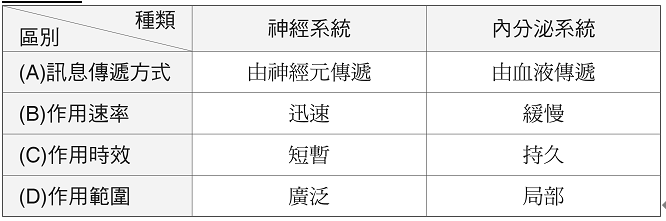 種類
區別
神經系統
內分泌系統
(A)訊息傳遞方式 由神經元傳遞 由血液傳遞
(B)作用速率 迅速 緩慢
(C)作用時效 短暫 持久
(D)作用範圍 廣泛 局部